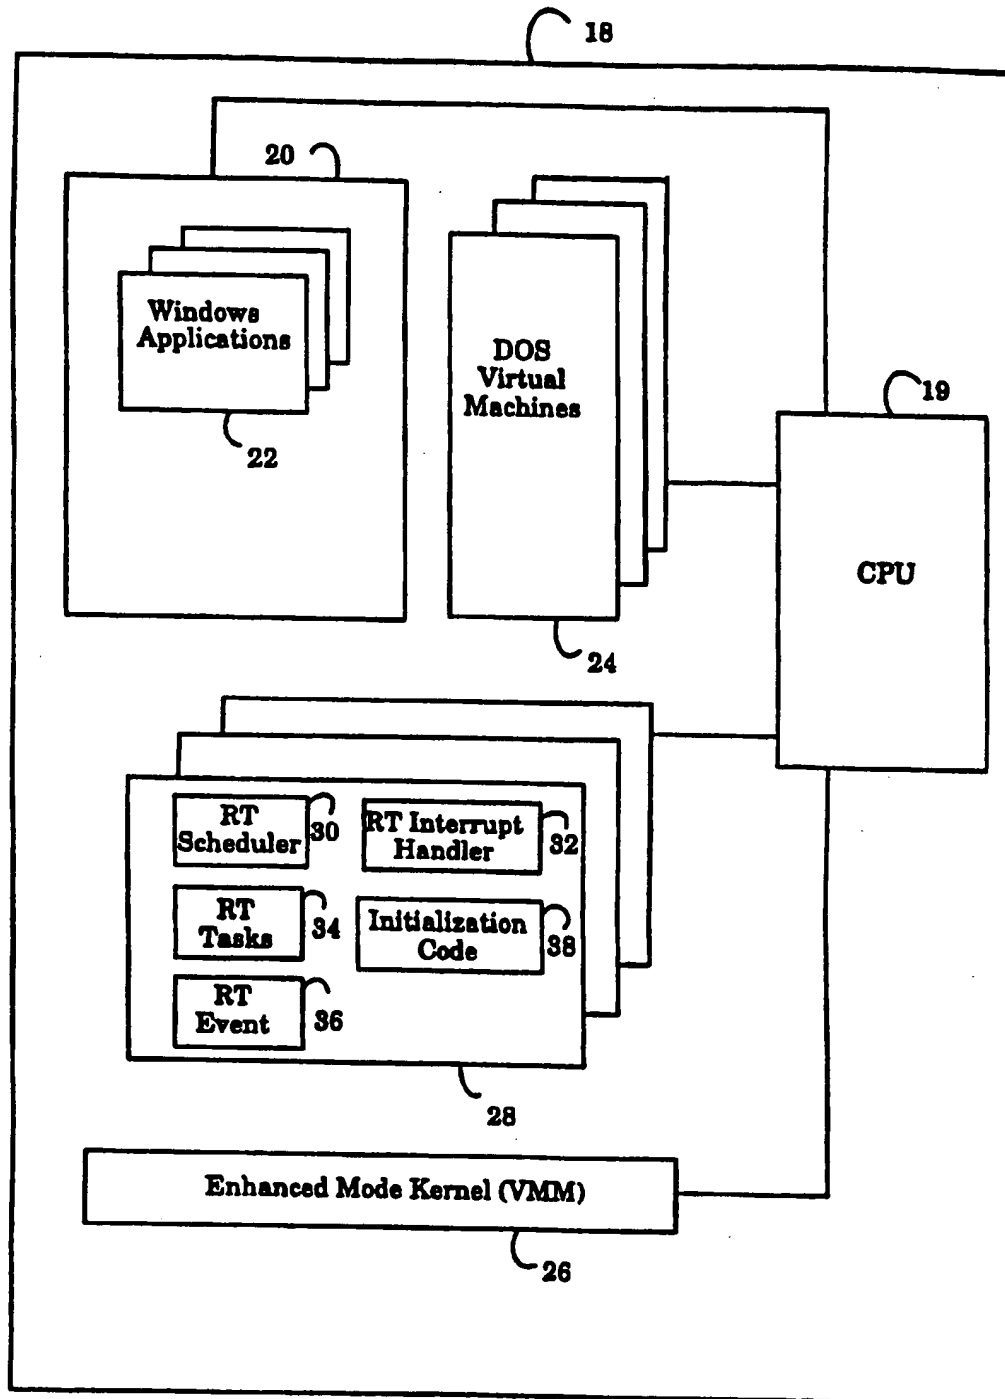 18
20
Windows
Applications
22
DOS
Virtual
Machines
24
19
CPU
RT
Scheduler
30
RT Interrupt
Handler
32
RT
Tasks
34
Initialization
Code
38
RT
Event
36
28
Enhanced Mode Kernel (VMM)
26